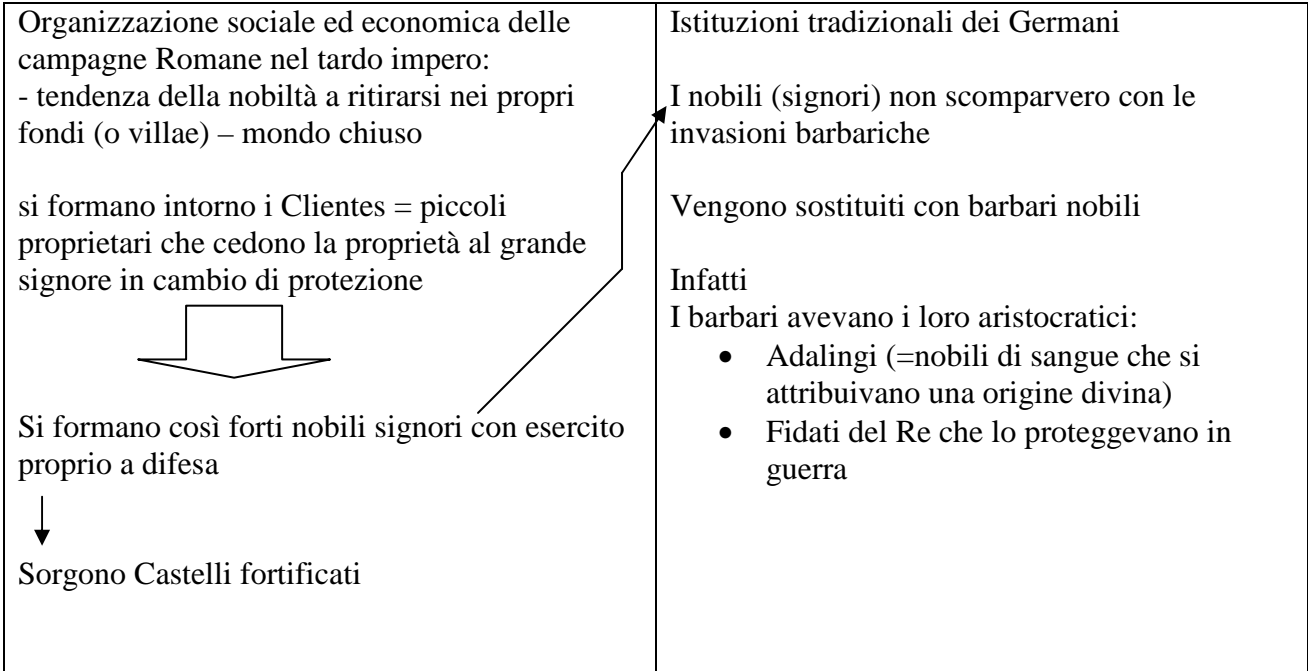 Organizzazione sociale ed economica delle
campagne Romane nel tardo impero:
- tendenza della nobiltà a ritirarsi nei propri
fondi (o villae) – mondo chiuso
si formano intorno i Clientes = piccoli
proprietari che cedono la proprietà al grande
signore in cambio di protezione
Si formano così forti nobili signori con esercito
proprio a difesa
Sorgono Castelli fortificati
Istituzioni tradizionali dei Germani
I nobili (signori) non scomparvero con le
invasioni barbariche
Vengono sostituiti con barbari nobili
Infatti
I barbari avevano i loro aristocratici:
• Adalingi (=nobili di sangue che si
attribuivano una origine divina)
• Fidati del Re che lo proteggevano in
guerra